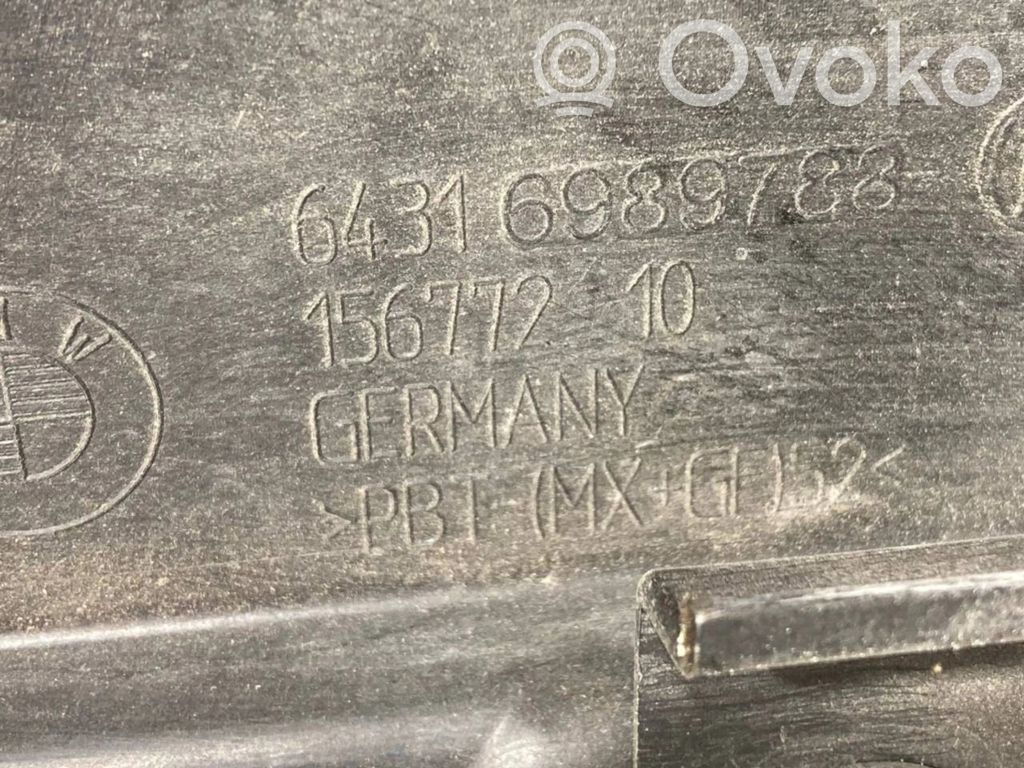 Ovoko
6431 6989788
156772 10
GERMANY
>PBT-(MX+GF)52<
W